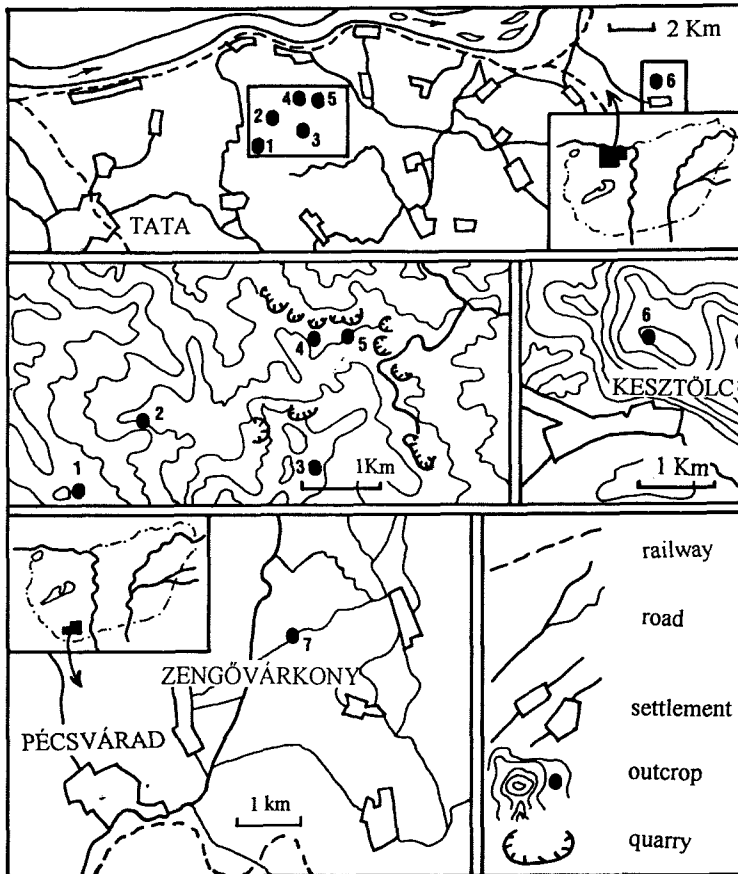 2 Km
6
4 5
2
3
1
TATA
6
4 5
KESZTÖLC
2
1
3
1Km
1 Km
railway
7
road
ZENGŐVÁRKONY
settlement
PÉCSVÁRAD
outcrop
1 km
quarry